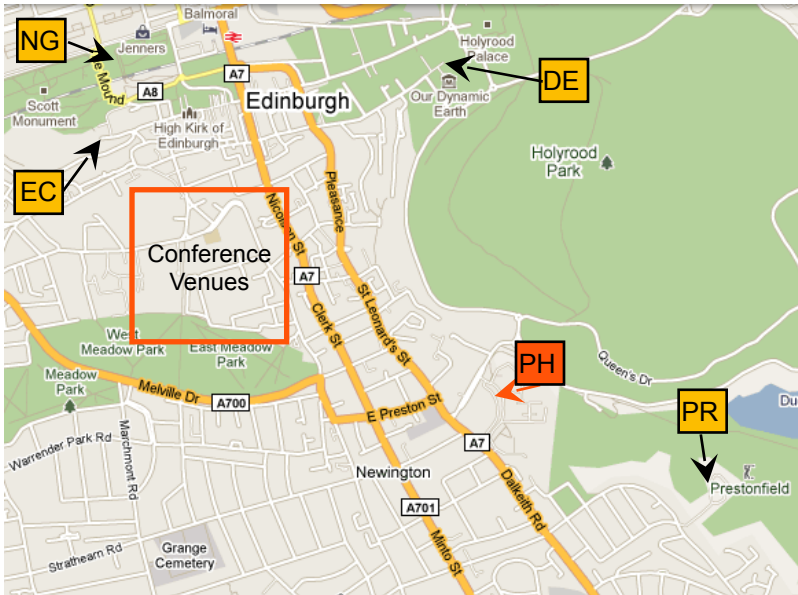 Balmoral
NG
Jenners
Holyrood
Palace
e Mound
A7
DE
A8
Scott
Monument
Edinburgh
Our Dynamic
Earth
High Kirk of
Edinburgh
EC
Holyrood
Park
Pleasance
Nicolson St
Conference
Venues
A7
St Leonard's St
Clerk St
West
Meadow Park
East Meadow
Park
PH
Queen's Dr
Meadow
Park
Melville Dr
A700
E Preston St
PR
Du
Marchmont Rd
Warrender Park Rd
A7
Newington
Dalkeith Rd
Prestonfield
A701
Minto St
Strathearn Rd
Grange
Cemetery